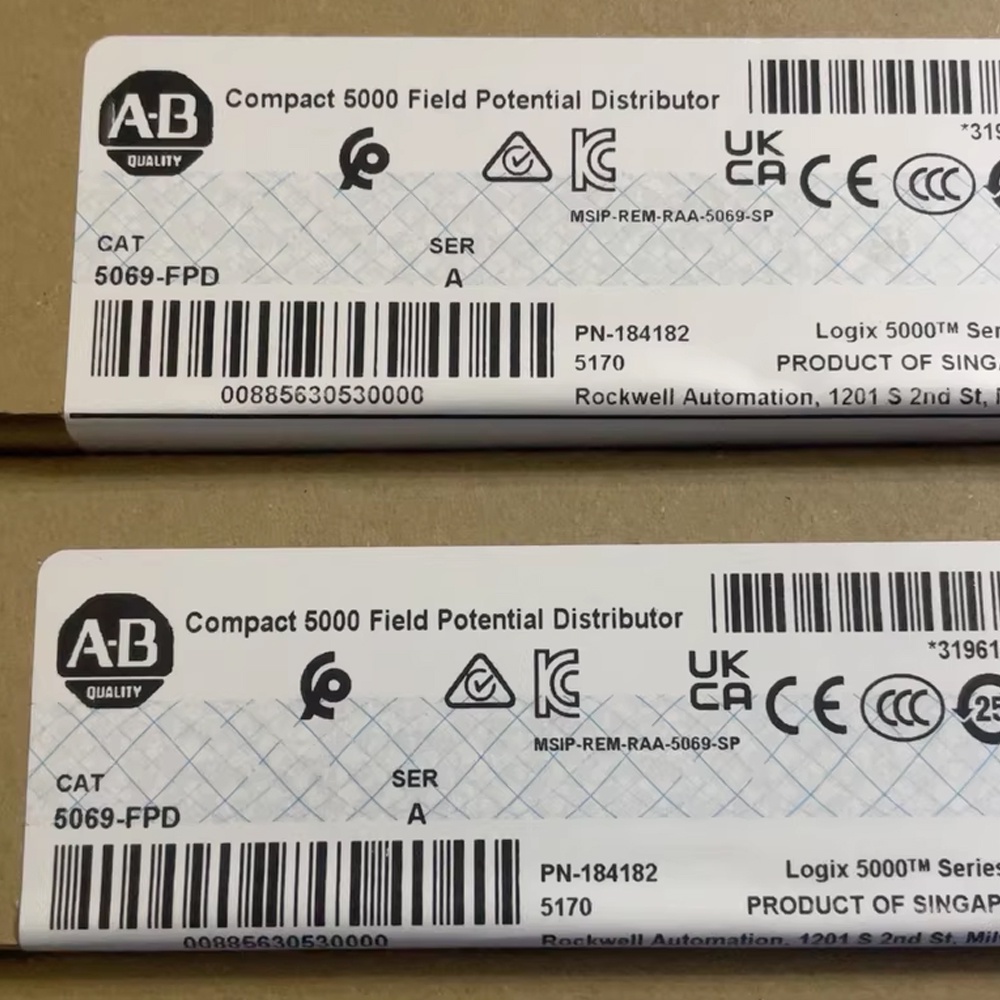 A-B
QUALITY
Compact 5000 Field Potential Distributor
*319
UK
CA
CE
CCC
MSIP-REM-RAA-5069-SP
CAT
SER
5069-FPD
A
00885630530000
PN-184182
Logix 5000™ Ser
5170
PRODUCT OF SING
Rockwell Automation, 1201 S 2nd St,
A-B
QUALITY
Compact 5000 Field Potential Distributor
*31961
UK
CA
CE
CCC
25
MSIP-REM-RAA-5069-SP
CAT
SER
5069-FPD
A
00885630530000
PN-184182
Logix 5000™ Series
5170
PRODUCT OF SINGAP
Rockwell Automation, 1201 S 2nd St, Mil